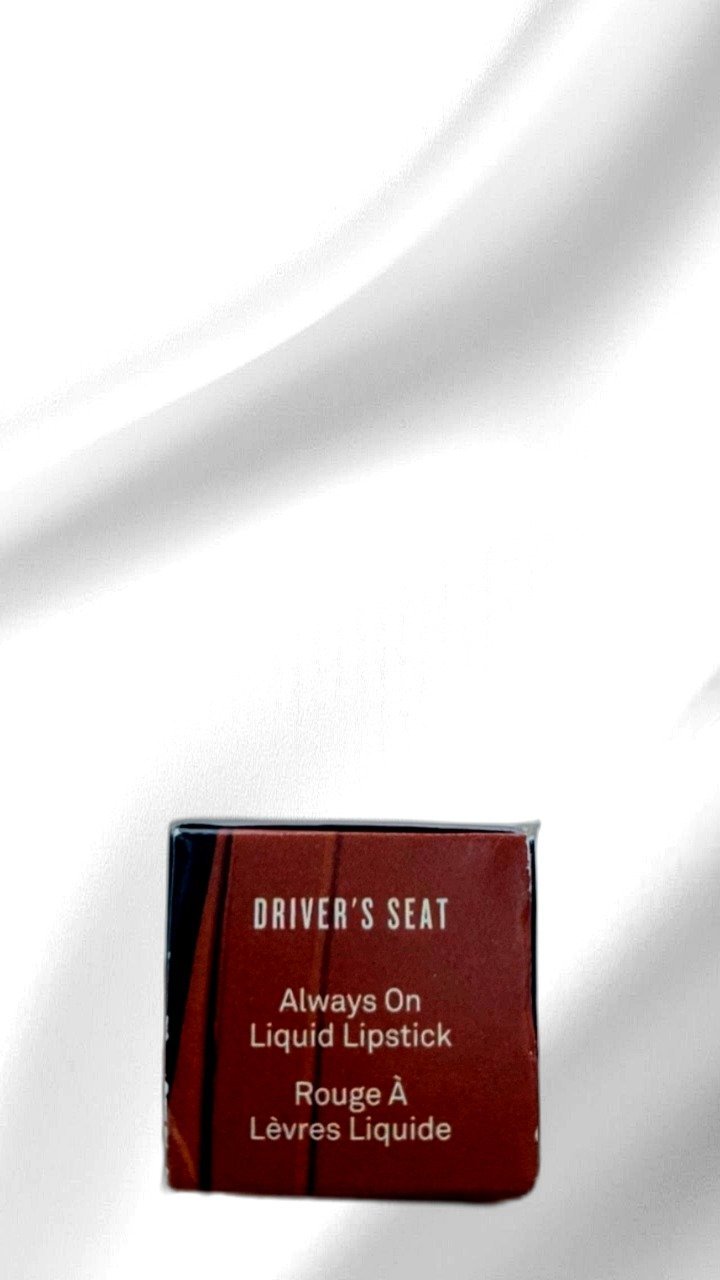 DRIVER'S SEAT
Always On
Liquid Lipstick
Rouge À
Lèvres Liquide